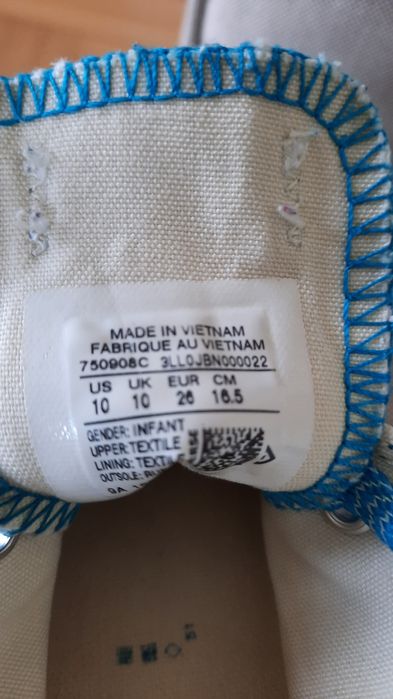 MADE IN VIETNAM
FABRIQUE AU VIETNAM
750908C 3LL0JBN000022
US UK EUR CM
10 10 26 16.5
GENDER: INFANT
UPPER: TEXTILE
LINING:
OUTSOLE: